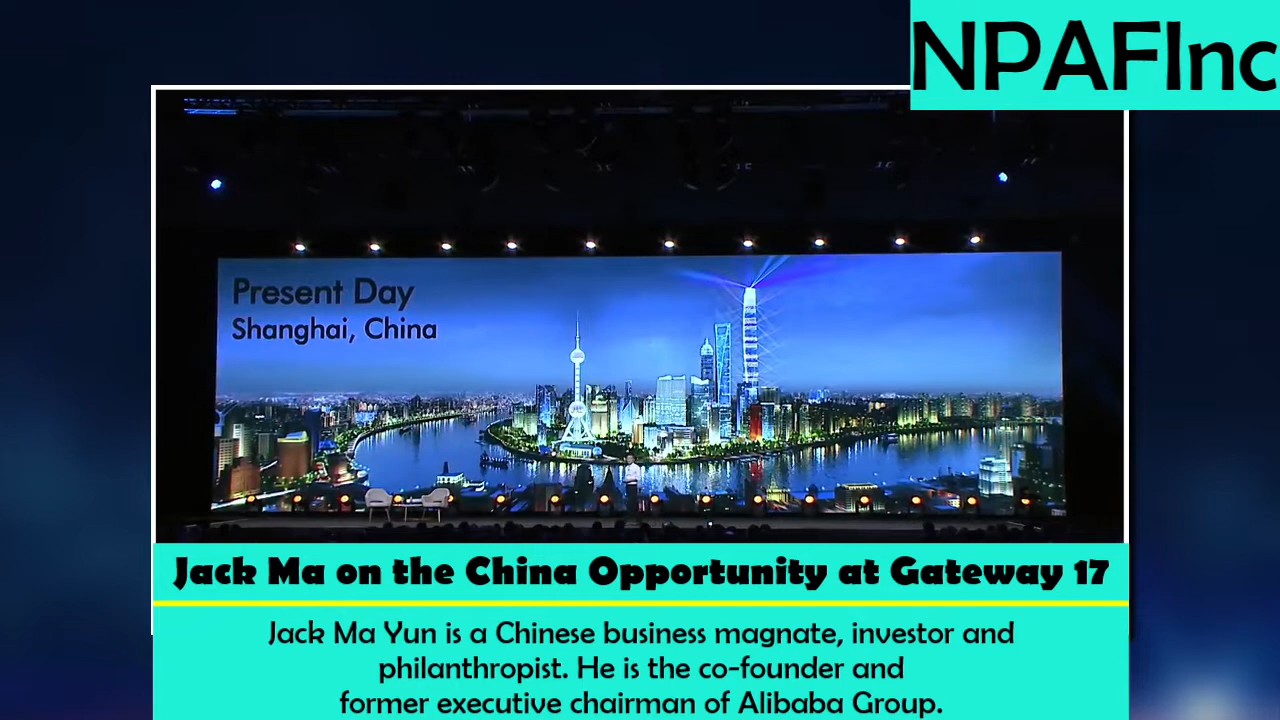 NPAFInc
Present Day
Shanghai, China
Jack Ma on the China Opportunity at Gateway 17
Jack Ma Yun is a Chinese business magnate, investor and
philanthropist. He is the co-founder and
former executive chairman of Alibaba Group.